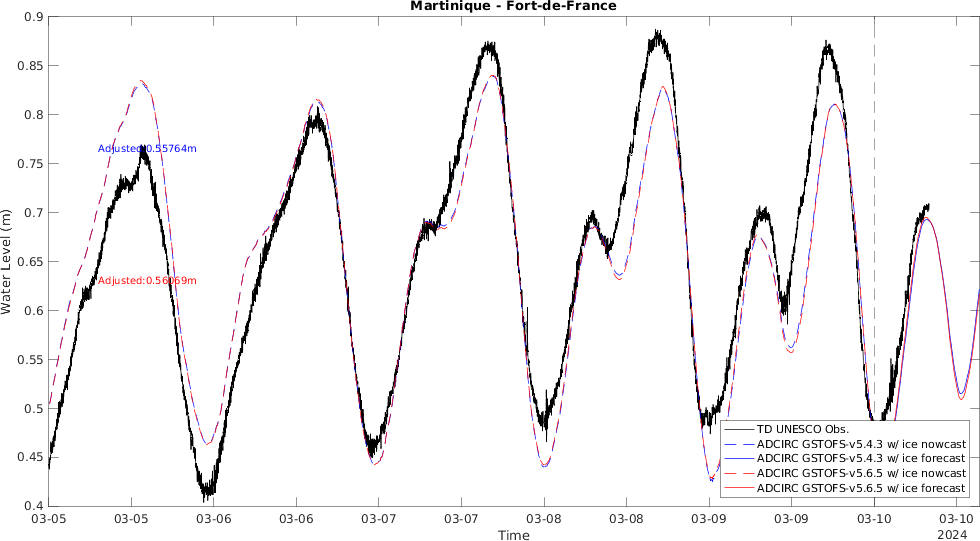 Martinique - Fort-de-France
0.9
0.85
0.8
0.75
0.7
0.65
0.6
0.55
0.5
0.45
0.4
Water Level (m)
Adjusted:0.55764m
Adjusted:0.56069m
TD UNESCO Obs.
ADCIRC GSTOFS-v5.4.3 w/ ice nowcast
ADCIRC GSTOFS-v5.4.3 w/ ice forecast
ADCIRC GSTOFS-v5.6.5 w/ ice nowcast
ADCIRC GSTOFS-v5.6.5 w/ ice forecast
03-05 03-05 03-06 03-06 03-07 03-07 03-08 03-08 03-09 03-09 03-10 03-10
Time
2024